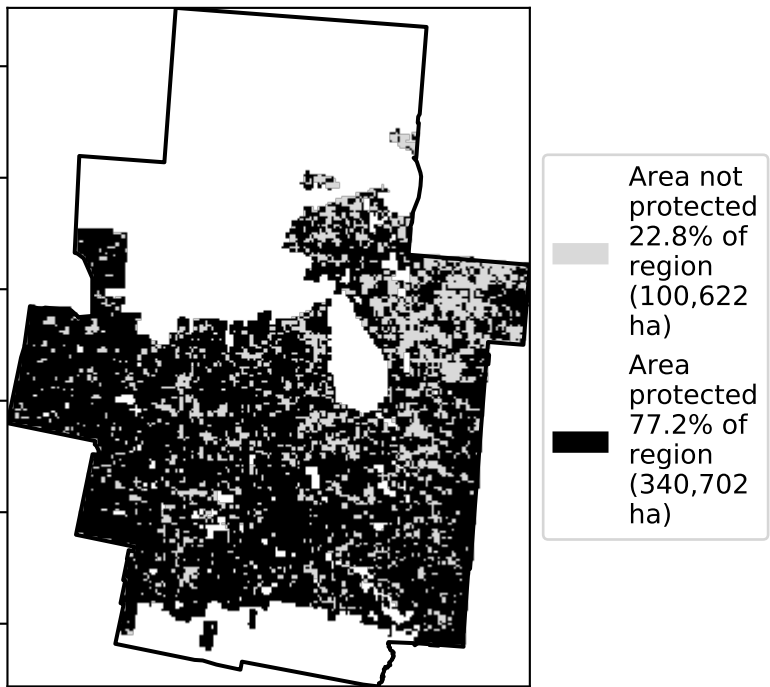 Area not
protected
22.8% of
region
(100,622
ha)
Area
protected
77.2% of
region
(340,702
ha)